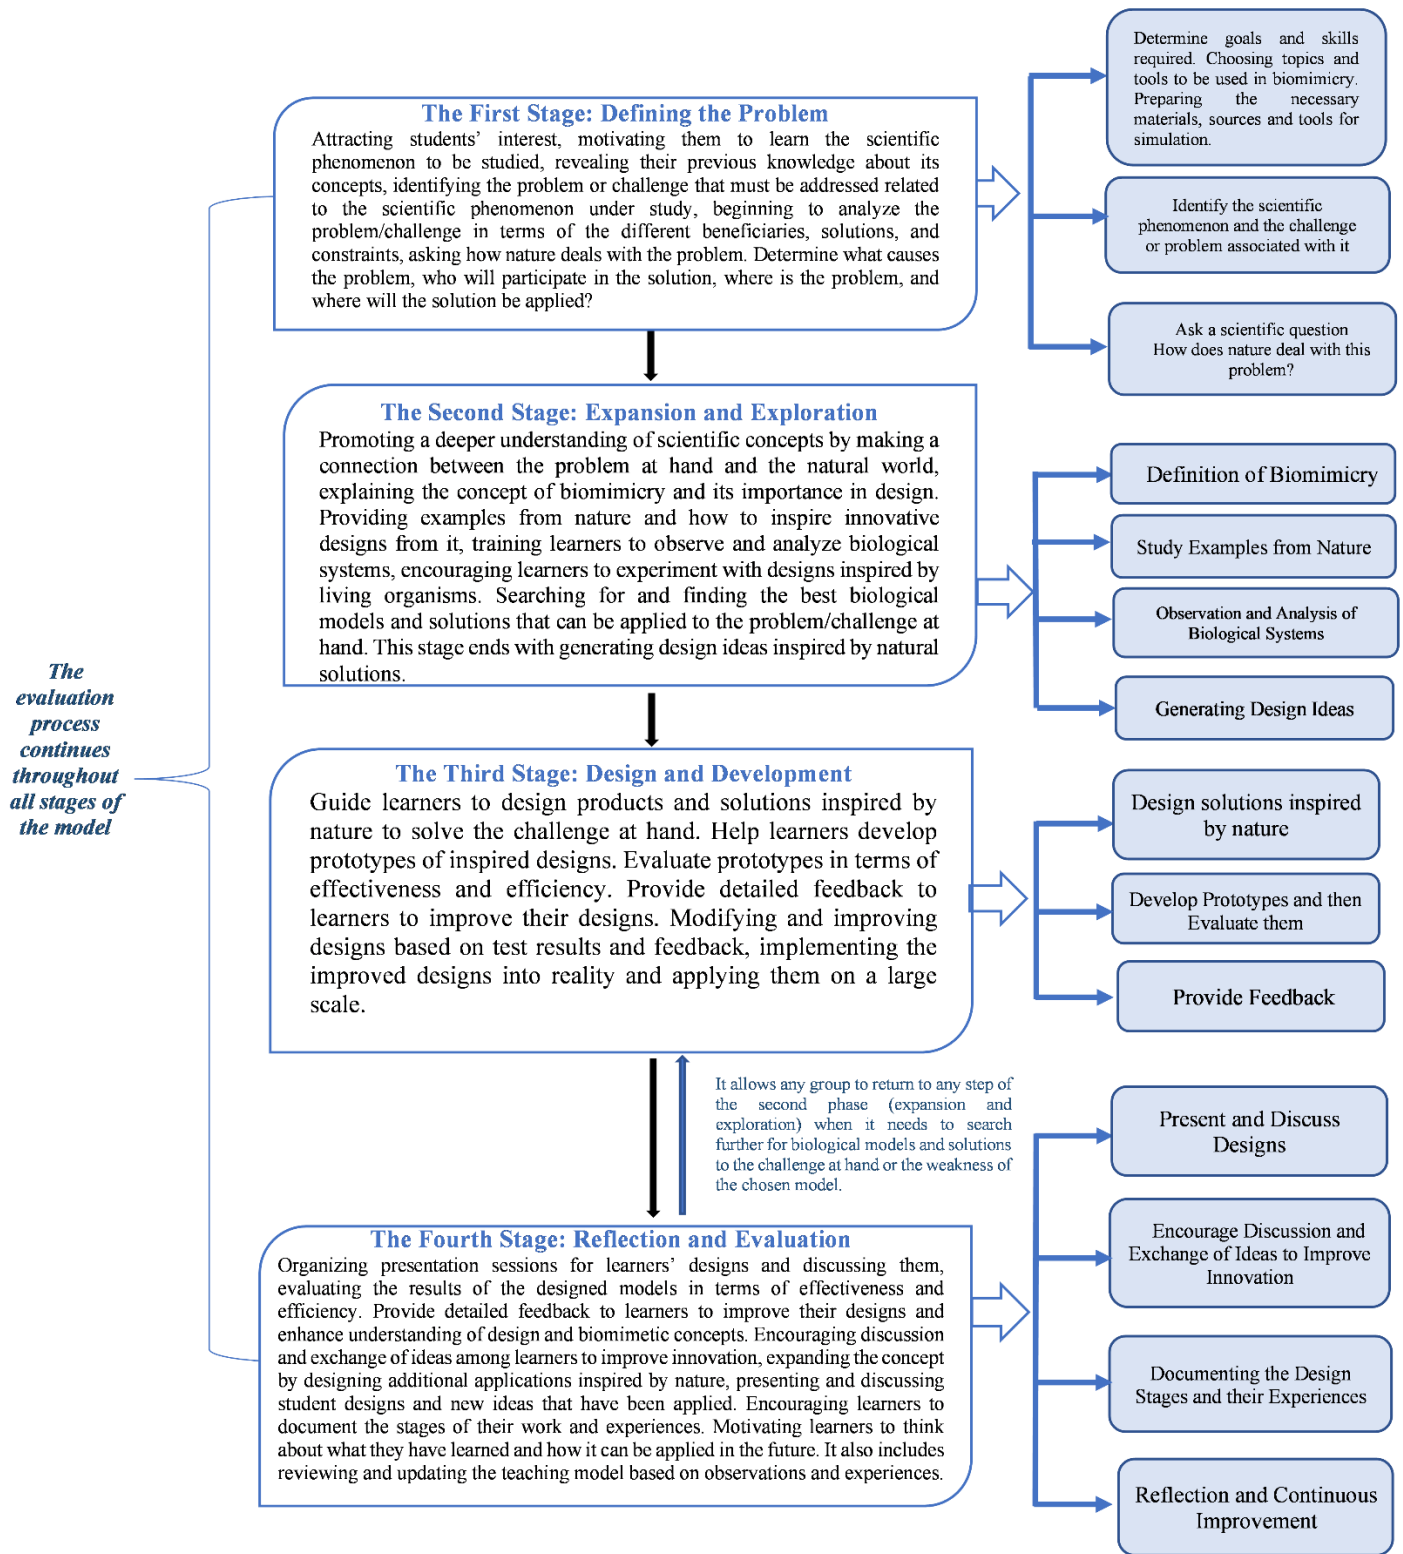 The First Stage: Defining the Problem
Attracting students’ interest, motivating them to learn the scientific
phenomenon to be studied, revealing their previous knowledge about its
concepts, identifying the problem or challenge that must be addressed related
to the scientific phenomenon under study, beginning to analyze the
problem/challenge in terms of the different beneficiaries, solutions, and
constraints, asking how nature deals with the problem. Determine what causes
the problem, who will participate in the solution, where is the problem, and
where will the solution be applied?
Determine goals and skills
required. Choosing topics and
tools to be used in biomimicry.
Preparing the necessary
materials, sources and tools for
simulation.
Identify the scientific
phenomenon and the challenge
or problem associated with it
Ask a scientific question
How does nature deal with this
problem?
The Second Stage: Expansion and Exploration
Promoting a deeper understanding of scientific concepts by making a
connection between the problem at hand and the natural world,
explaining the concept of biomimicry and its importance in design.
Providing examples from nature and how to inspire innovative
designs from it, training learners to observe and analyze biological
systems, encouraging learners to experiment with designs inspired by
living organisms. Searching for and finding the best biological
models and solutions that can be applied to the problem/challenge at
hand. This stage ends with generating design ideas inspired by natural
solutions.
Definition of Biomimicry
Study Examples from Nature
Observation and Analysis of
Biological Systems
Generating Design Ideas
The
evaluation
process
continues
throughout
all stages of
the model
The Third Stage: Design and Development
Guide learners to design products and solutions inspired by
nature to solve the challenge at hand. Help learners develop
prototypes of inspired designs. Evaluate prototypes in terms of
effectiveness and efficiency. Provide detailed feedback to
learners to improve their designs. Modifying and improving
designs based on test results and feedback, implementing the
improved designs into reality and applying them on a large
scale.
Design solutions inspired
by nature
Develop Prototypes and then
Evaluate them
Provide Feedback
It allows any group to return to any step of
the second phase (expansion and
exploration) when it needs to search
further for biological models and solutions
to the challenge at hand or the weakness of
the chosen model.
The Fourth Stage: Reflection and Evaluation
Organizing presentation sessions for learners’ designs and discussing them,
evaluating the results of the designed models in terms of effectiveness and
efficiency. Provide detailed feedback to learners to improve their designs and
enhance understanding of design and biomimetic concepts. Encouraging discussion
and exchange of ideas among learners to improve innovation, expanding the concept
by designing additional applications inspired by nature, presenting and discussing
student designs and new ideas that have been applied. Encouraging learners to
document the stages of their work and experiences. Motivating learners to think
about what they have learned and how it can be applied in the future. It also includes
reviewing and updating the teaching model based on observations and experiences.
Present and Discuss
Designs
Encourage Discussion and
Exchange of Ideas to Improve
Innovation
Documenting the Design
Stages and their Experiences
Reflection and Continuous
Improvement